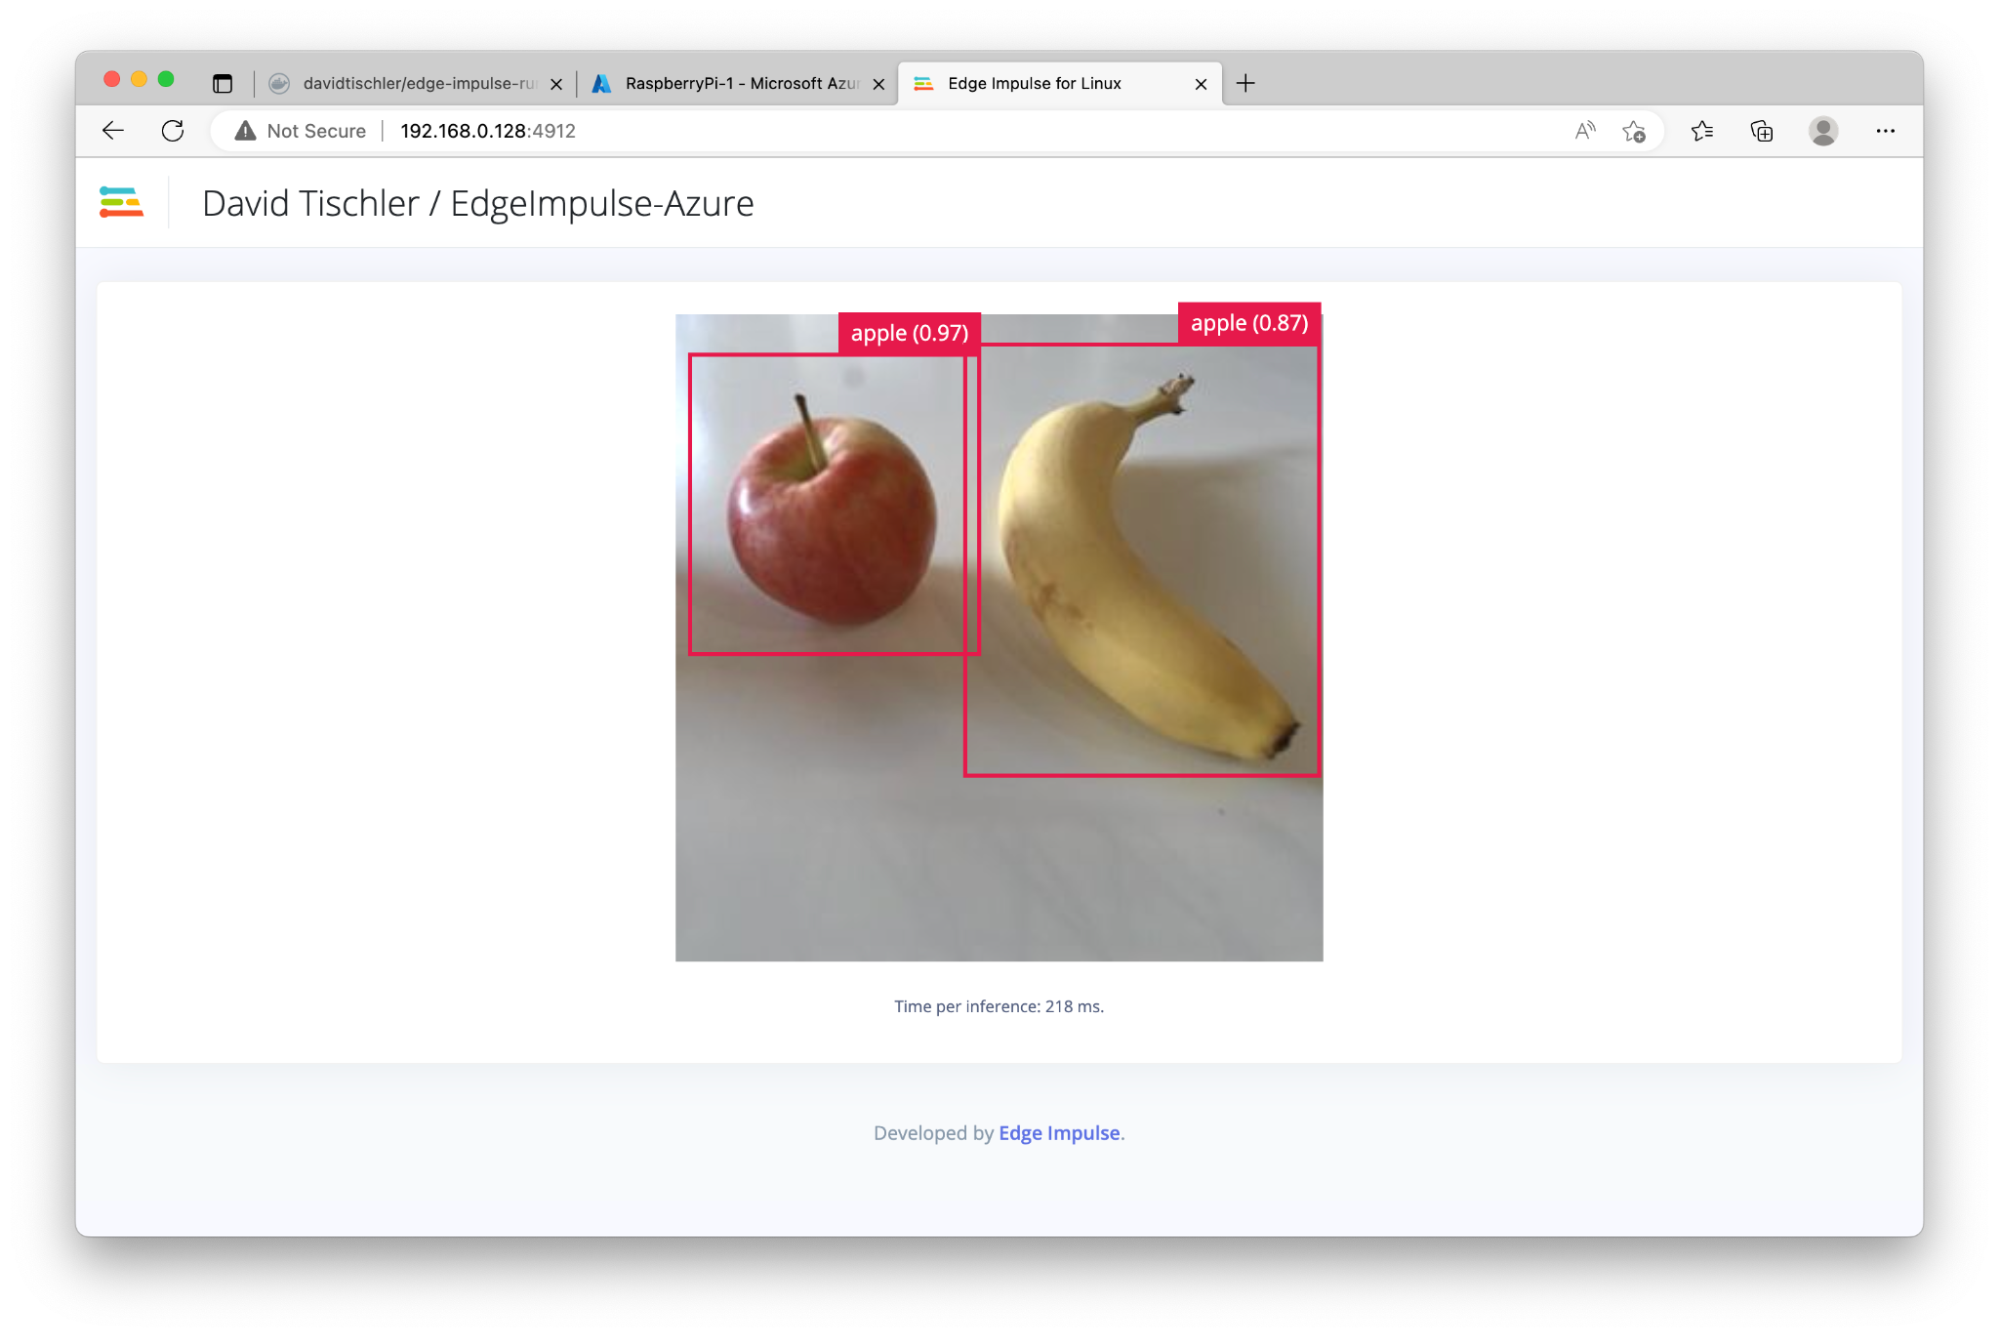 davidtischler/edge-impulse-ru
RaspberryPi-1 - Microsoft Azu
Edge Impulse for Linux
Not Secure
192.168.0.128:4912
David Tischler / EdgeImpulse-Azure
apple (0.97)
apple (0.87)
Time per inference: 218 ms.
Developed by Edge Impulse.